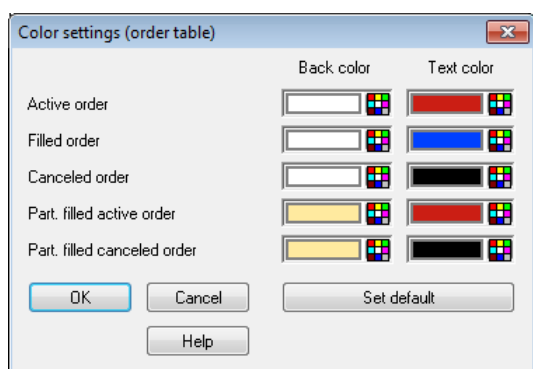 Color settings (order table)
Back color Text color
Active order
Filled order
Canceled order
Part. filled active order
Part. filled canceled order
OK Cancel Set default
Help